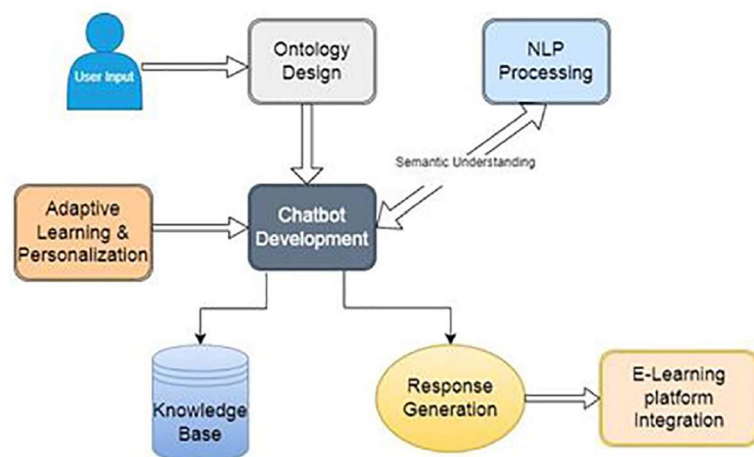 User Input
Ontology
Design
NLP
Processing
Semantic Understanding
Adaptive
Learning &
Personalization
Chatbot
Development
Knowledge
Base
Response
Generation
E-Learning
platform
Integration